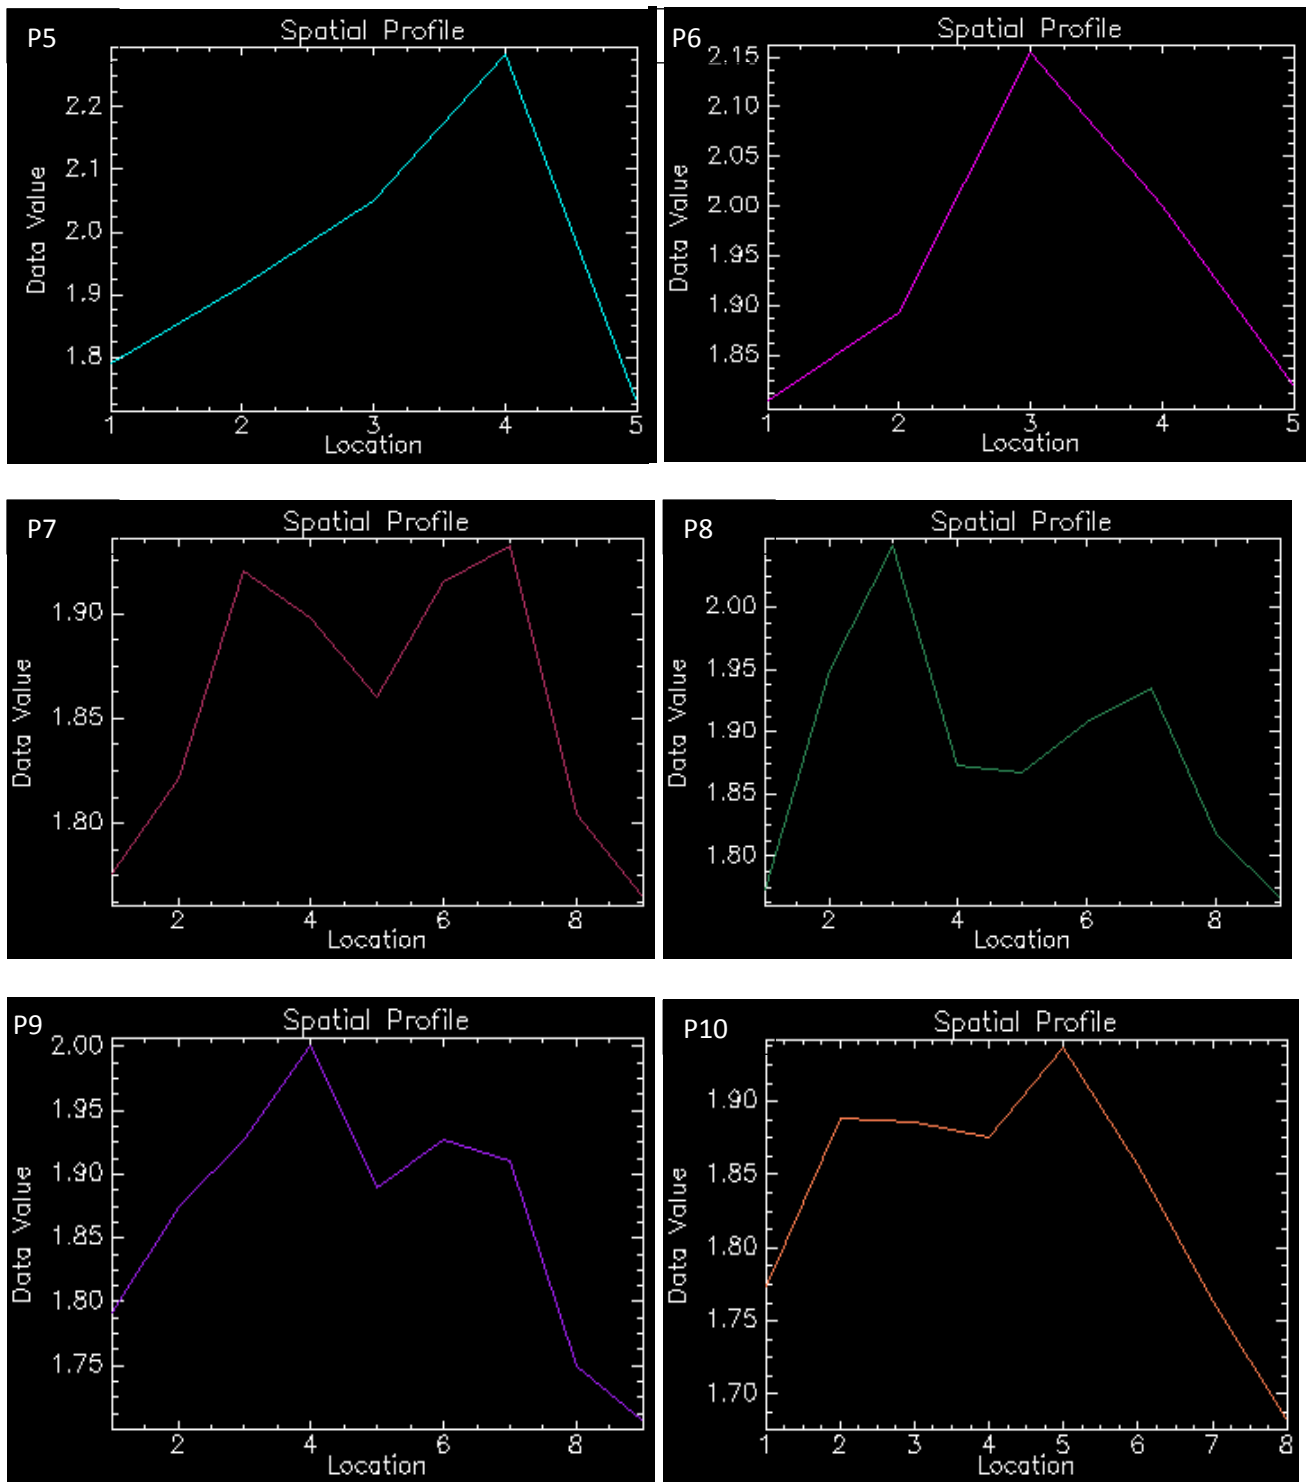 P5
Spatial Profile
2.2
2.1
2.0
1.9
1.8
Data Value
1 2 3 4 5
Location
P6
Spatial Profile
2.15
2.10
2.05
2.00
1.95
1.90
1.85
Data Value
1 2 3 4 5
Location
P7
Spatial Profile
1.90
1.85
1.80
Data Value
2 4 6 8
Location
P8
Spatial Profile
2.00
1.95
1.90
1.85
1.80
Data Value
2 4 6 8
Location
P9
Spatial Profile
2.00
1.95
1.90
1.85
1.80
1.75
Data Value
2 4 6 8
Location
P10
Spatial Profile
1.90
1.85
1.80
1.75
1.70
Data Value
1 2 3 4 5 6 7 8
Location